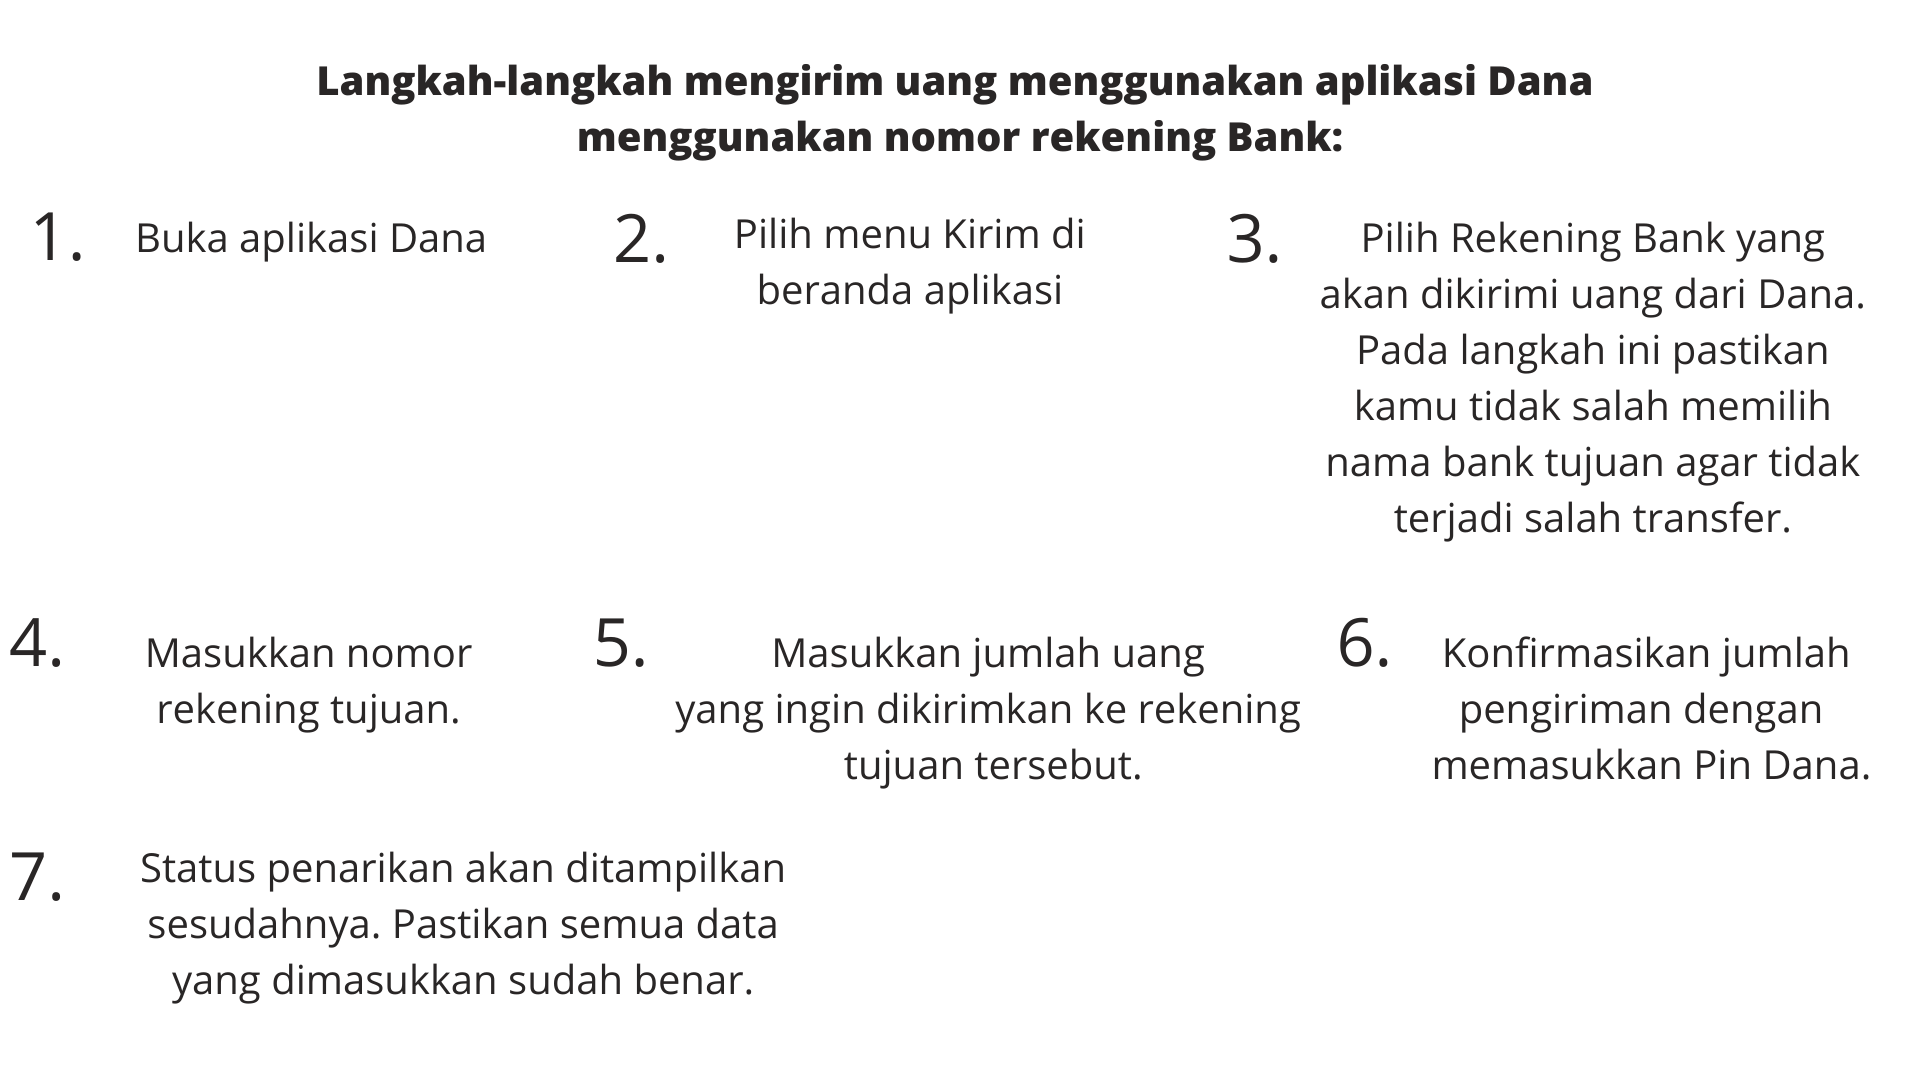 Langkah-langkah mengirim uang menggunakan aplikasi Dana
menggunakan nomor rekening Bank:
1.
Buka aplikasi Dana
2.
Pilih menu Kirim di
beranda aplikasi
3.
Pilih Rekening Bank yang
akan dikirimi uang dari Dana.
Pada langkah ini pastikan
kamu tidak salah memilih
nama bank tujuan agar tidak
terjadi salah transfer.
4.
Masukkan nomor
rekening tujuan.
5.
Masukkan jumlah uang
yang ingin dikirimkan ke rekening
tujuan tersebut.
6.
Konfirmasikan jumlah
pengiriman dengan
memasukkan Pin Dana.
7.
Status penarikan akan ditampilkan
sesudahnya. Pastikan semua data
yang dimasukkan sudah benar.